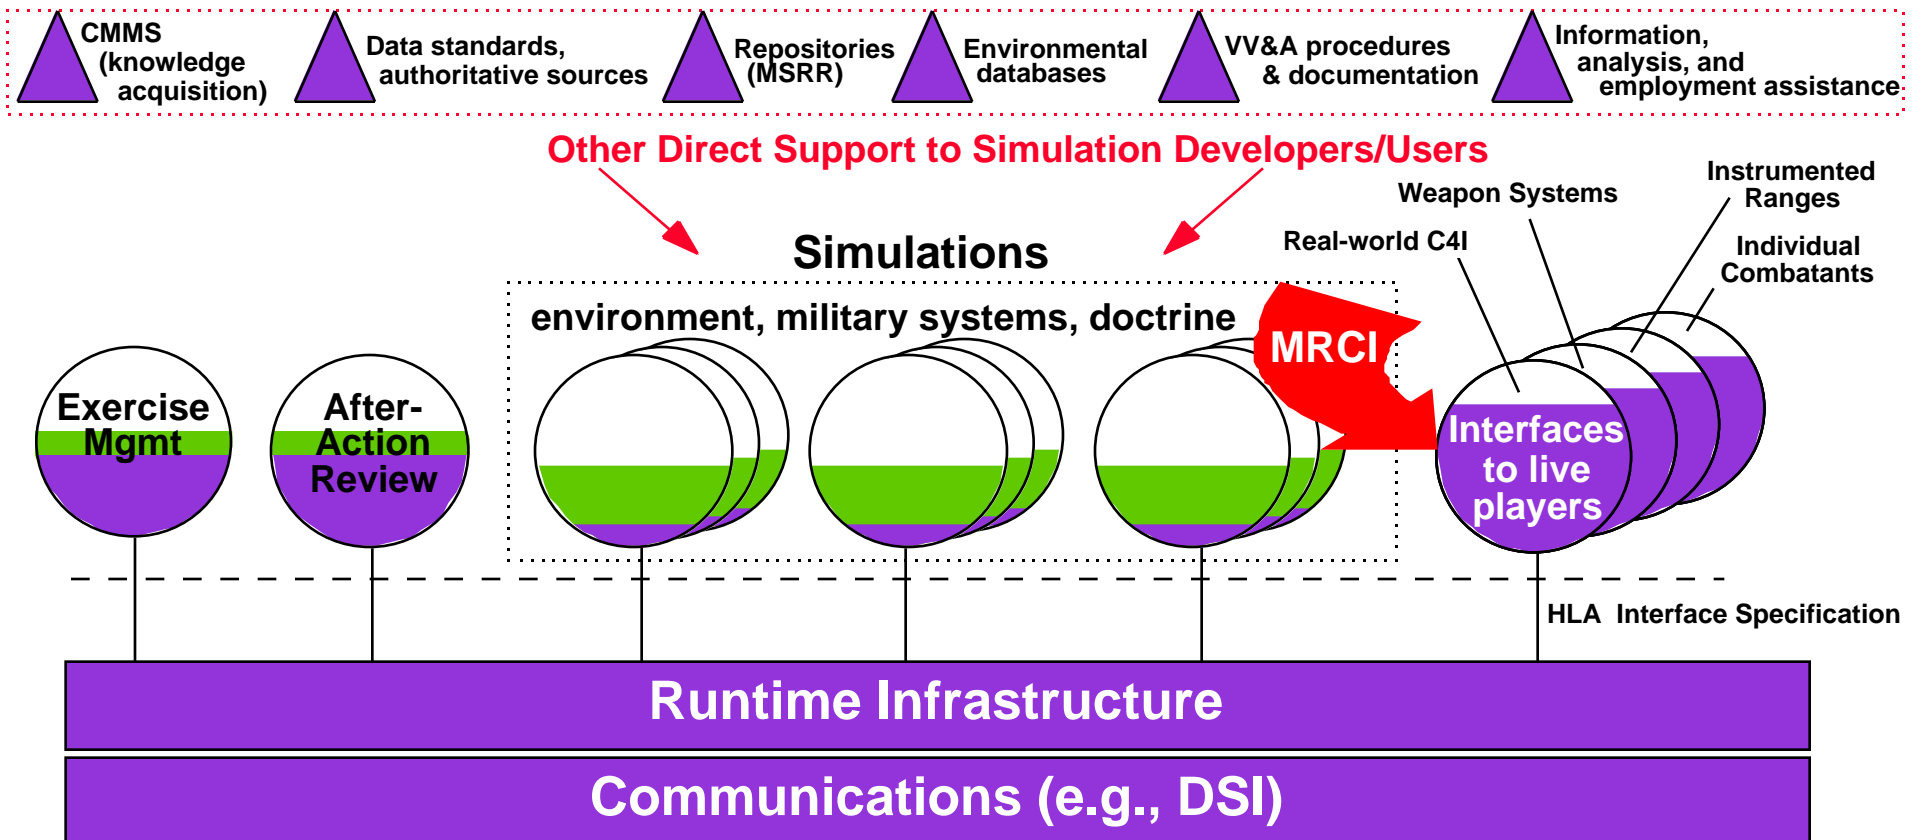 CMMS
(knowledge
acquisition)
Data standards,
authoritative sources
Repositories
(MSRR)
Environmental
databases
VV&A procedures
& documentation
Information,
analysis, and
employment assistance
Other Direct Support to Simulation Developers/Users
Instrumented
Ranges
Weapon Systems
Real-world C4I
Individual
Combatants
Simulations
environment, military systems, doctrine
MRCI
Exercise
Mgmt
After-
Action
Review
Interfaces
to live
players
HLA Interface Specification
Runtime Infrastructure
Communications (e.g., DSI)